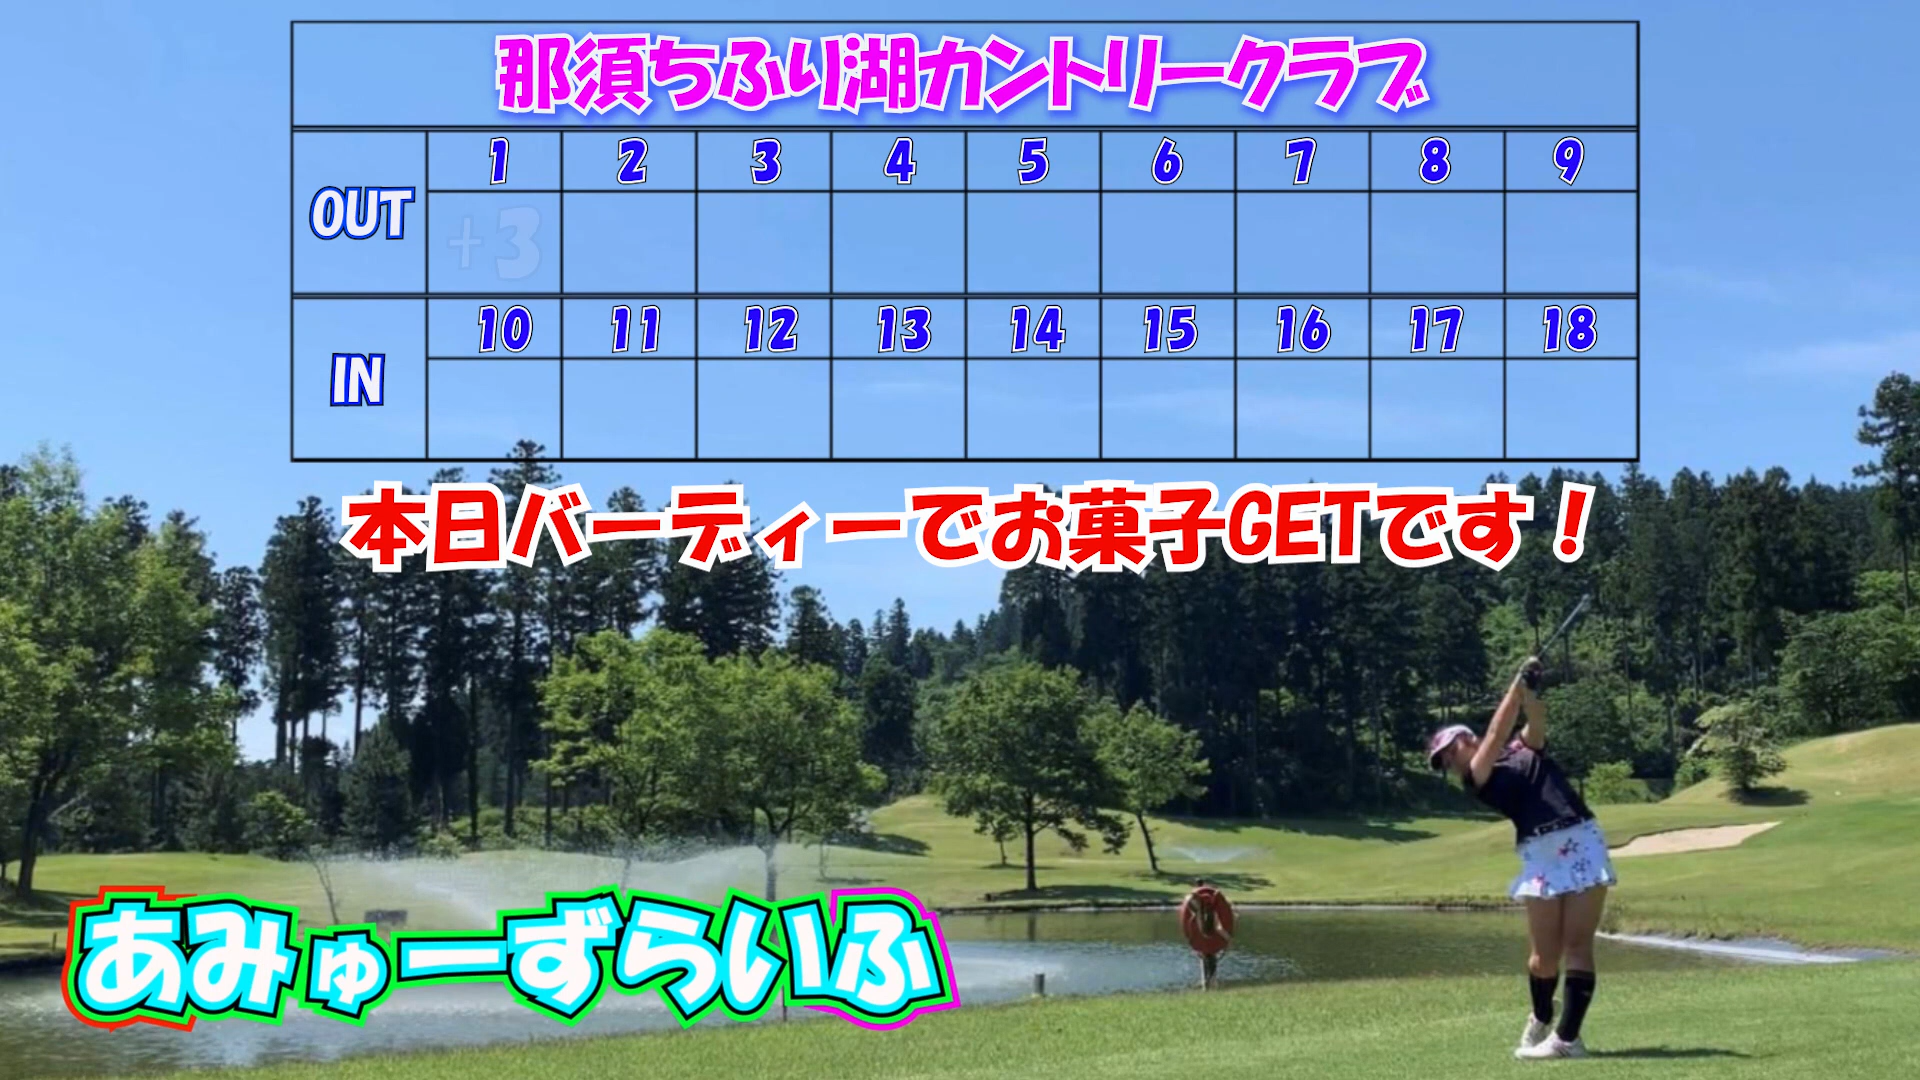 那須ちふり湖カントリークラブ
OUT 1 2 3 4 5 6 7 8 9
+3
IN 10 11 12 13 14 15 16 17 18
本日バーディーでお菓子GETです！
あみゅーずらいふ